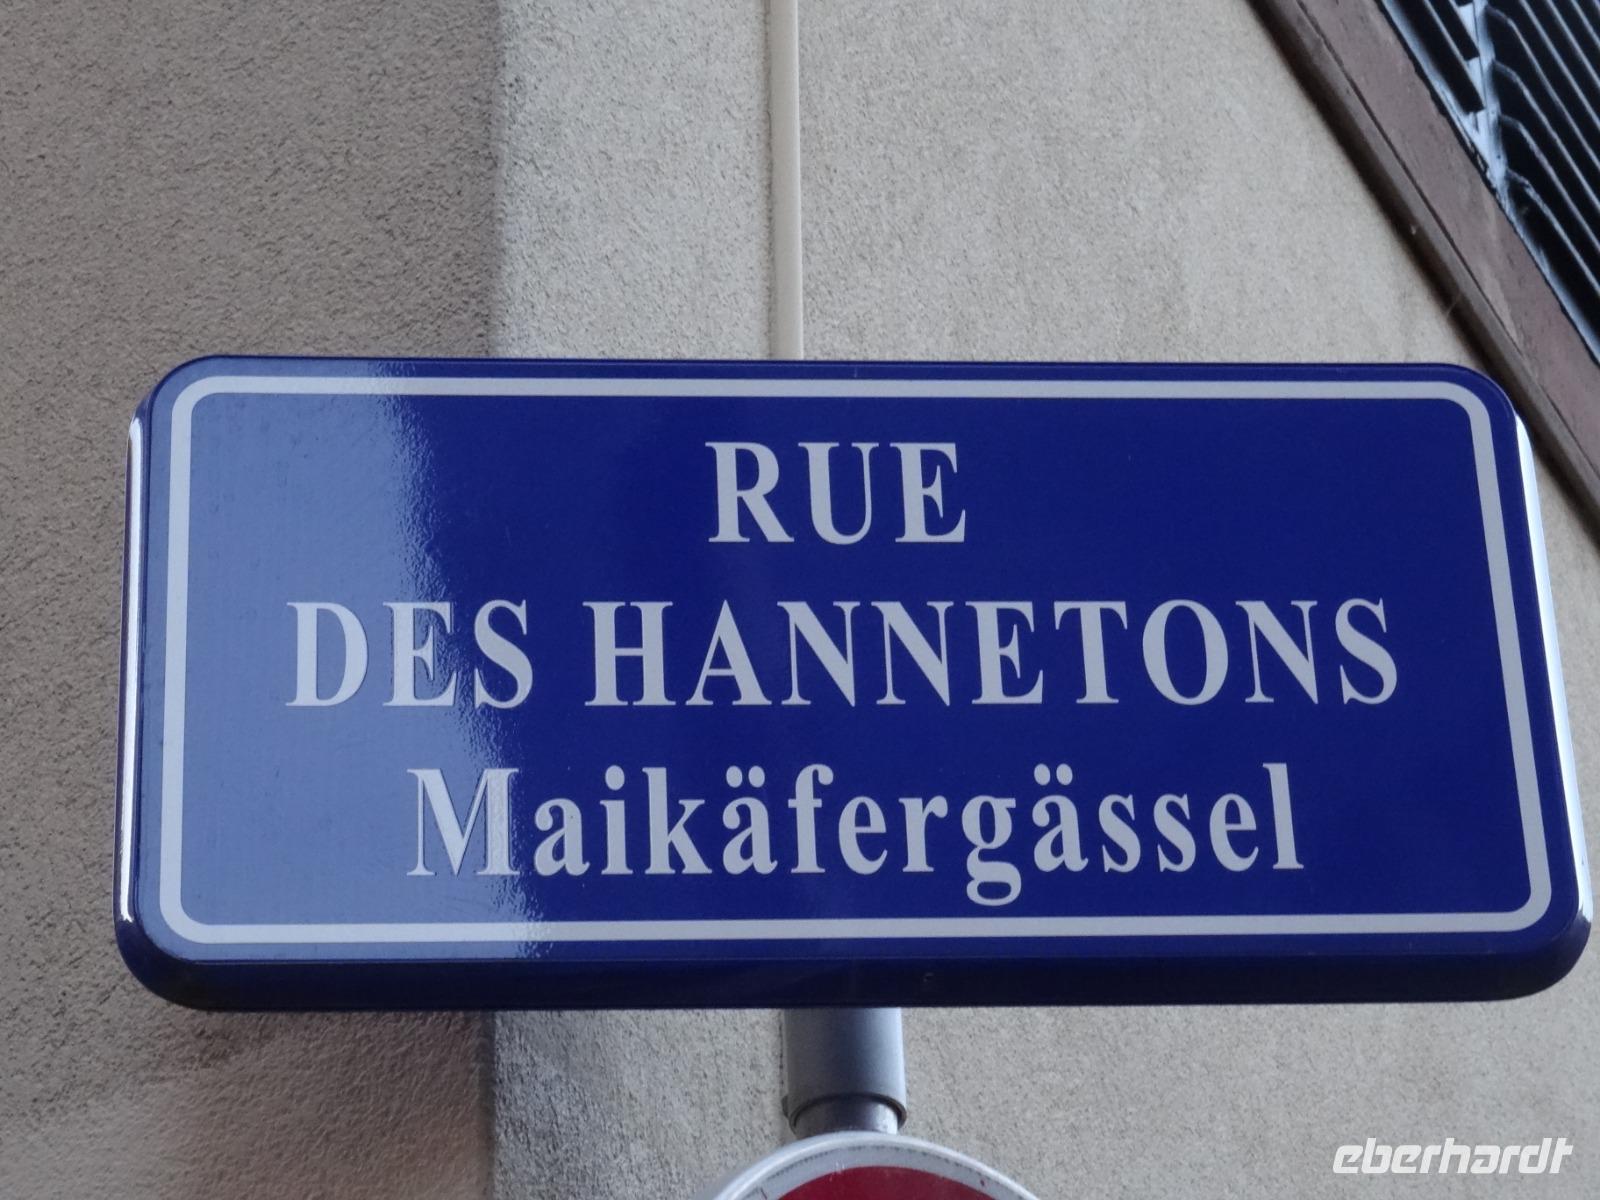 RUE
DES HANNETONS
Maikäfergässel
eberhardt